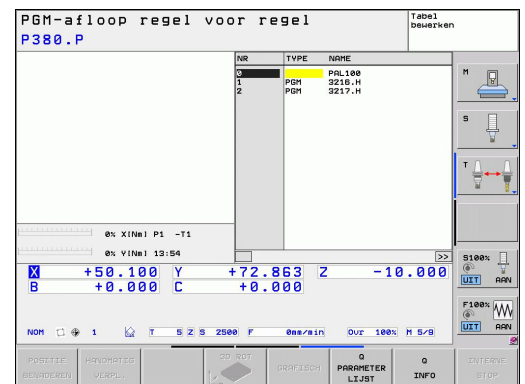 PGM-afloop regel voor regel
Tabel
bewerken
P380.P
NR TYPE NAME
0 PAL100
1 PGM 3216.H
2 PGM 3217.H
M
S
T
0% X[Nm] P1 -T1
0% Y[Nm] 13:54
>>
X +50.100 Y +72.863 Z -10.000
B +0.000 C +0.000
S100%
UIT AAN
F100%
UIT AAN
NOM 1 T 5 Z S 2500 F 0mm/min Ovr 100% M 5/9
POSITIE
BENADEREN
HANDMATIG
VERPL.
3D ROT
GRAFISCH
Q
PARAMETER
LIJST
Q
INFO
INTERNE
STOP